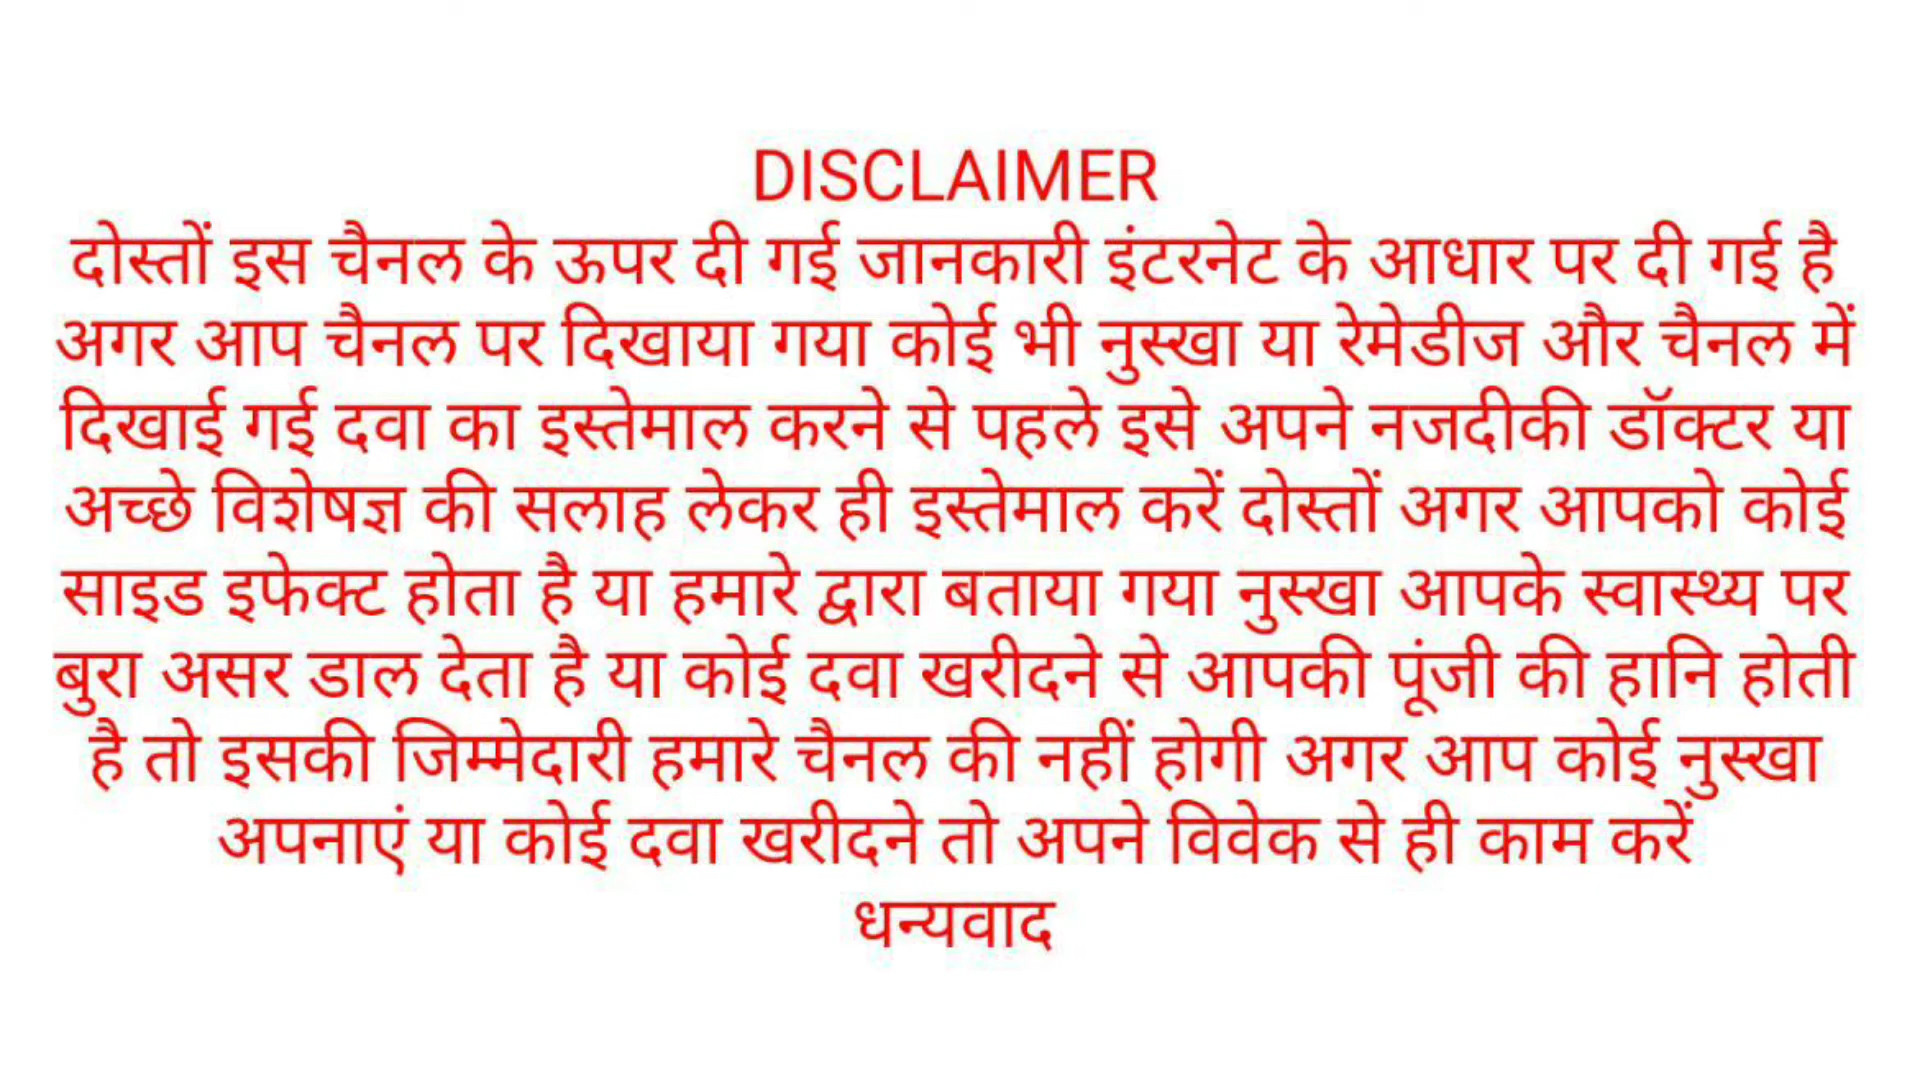 DISCLAIMER
दोस्तों इस चैनल के ऊपर दी गई जानकारी इंटरनेट के आधार पर दी गई है
अगर आप चैनल पर दिखाया गया कोई भी नुस्खा या रेमेडीज और चैनल में
दिखाई गई दवा का इस्तेमाल करने से पहले इसे अपने नजदीकी डॉक्टर या
अच्छे विशेषज्ञ की सलाह लेकर ही इस्तेमाल करें दोस्तों अगर आपको कोई
साइड इफेक्ट होता है या हमारे द्वारा बताया गया नुस्खा आपके स्वास्थ्य पर
बुरा असर डाल देता है या कोई दवा खरीदने से आपकी पूंजी की हानि होती
है तो इसकी जिम्मेदारी हमारे चैनल की नहीं होगी अगर आप कोई नुस्खा
अपनाएं या कोई दवा खरीदने तो अपने विवेक से ही काम करें
धन्यवाद